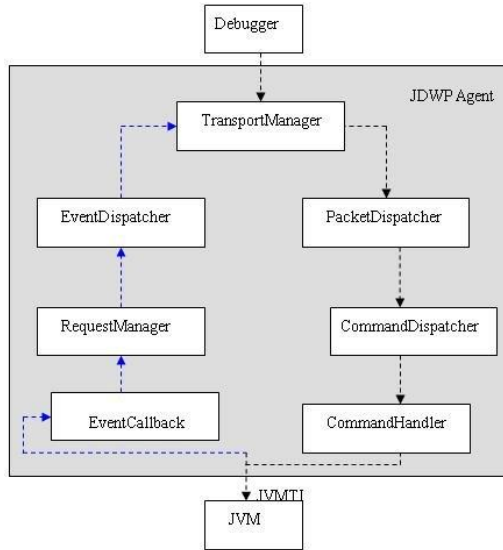 Debugger
JDWP Agent
TransportManager
EventDispatcher
PacketDispatcher
RequestManager
CommandDispatcher
EventCallback
CommandHandler
JVMTI
JVM